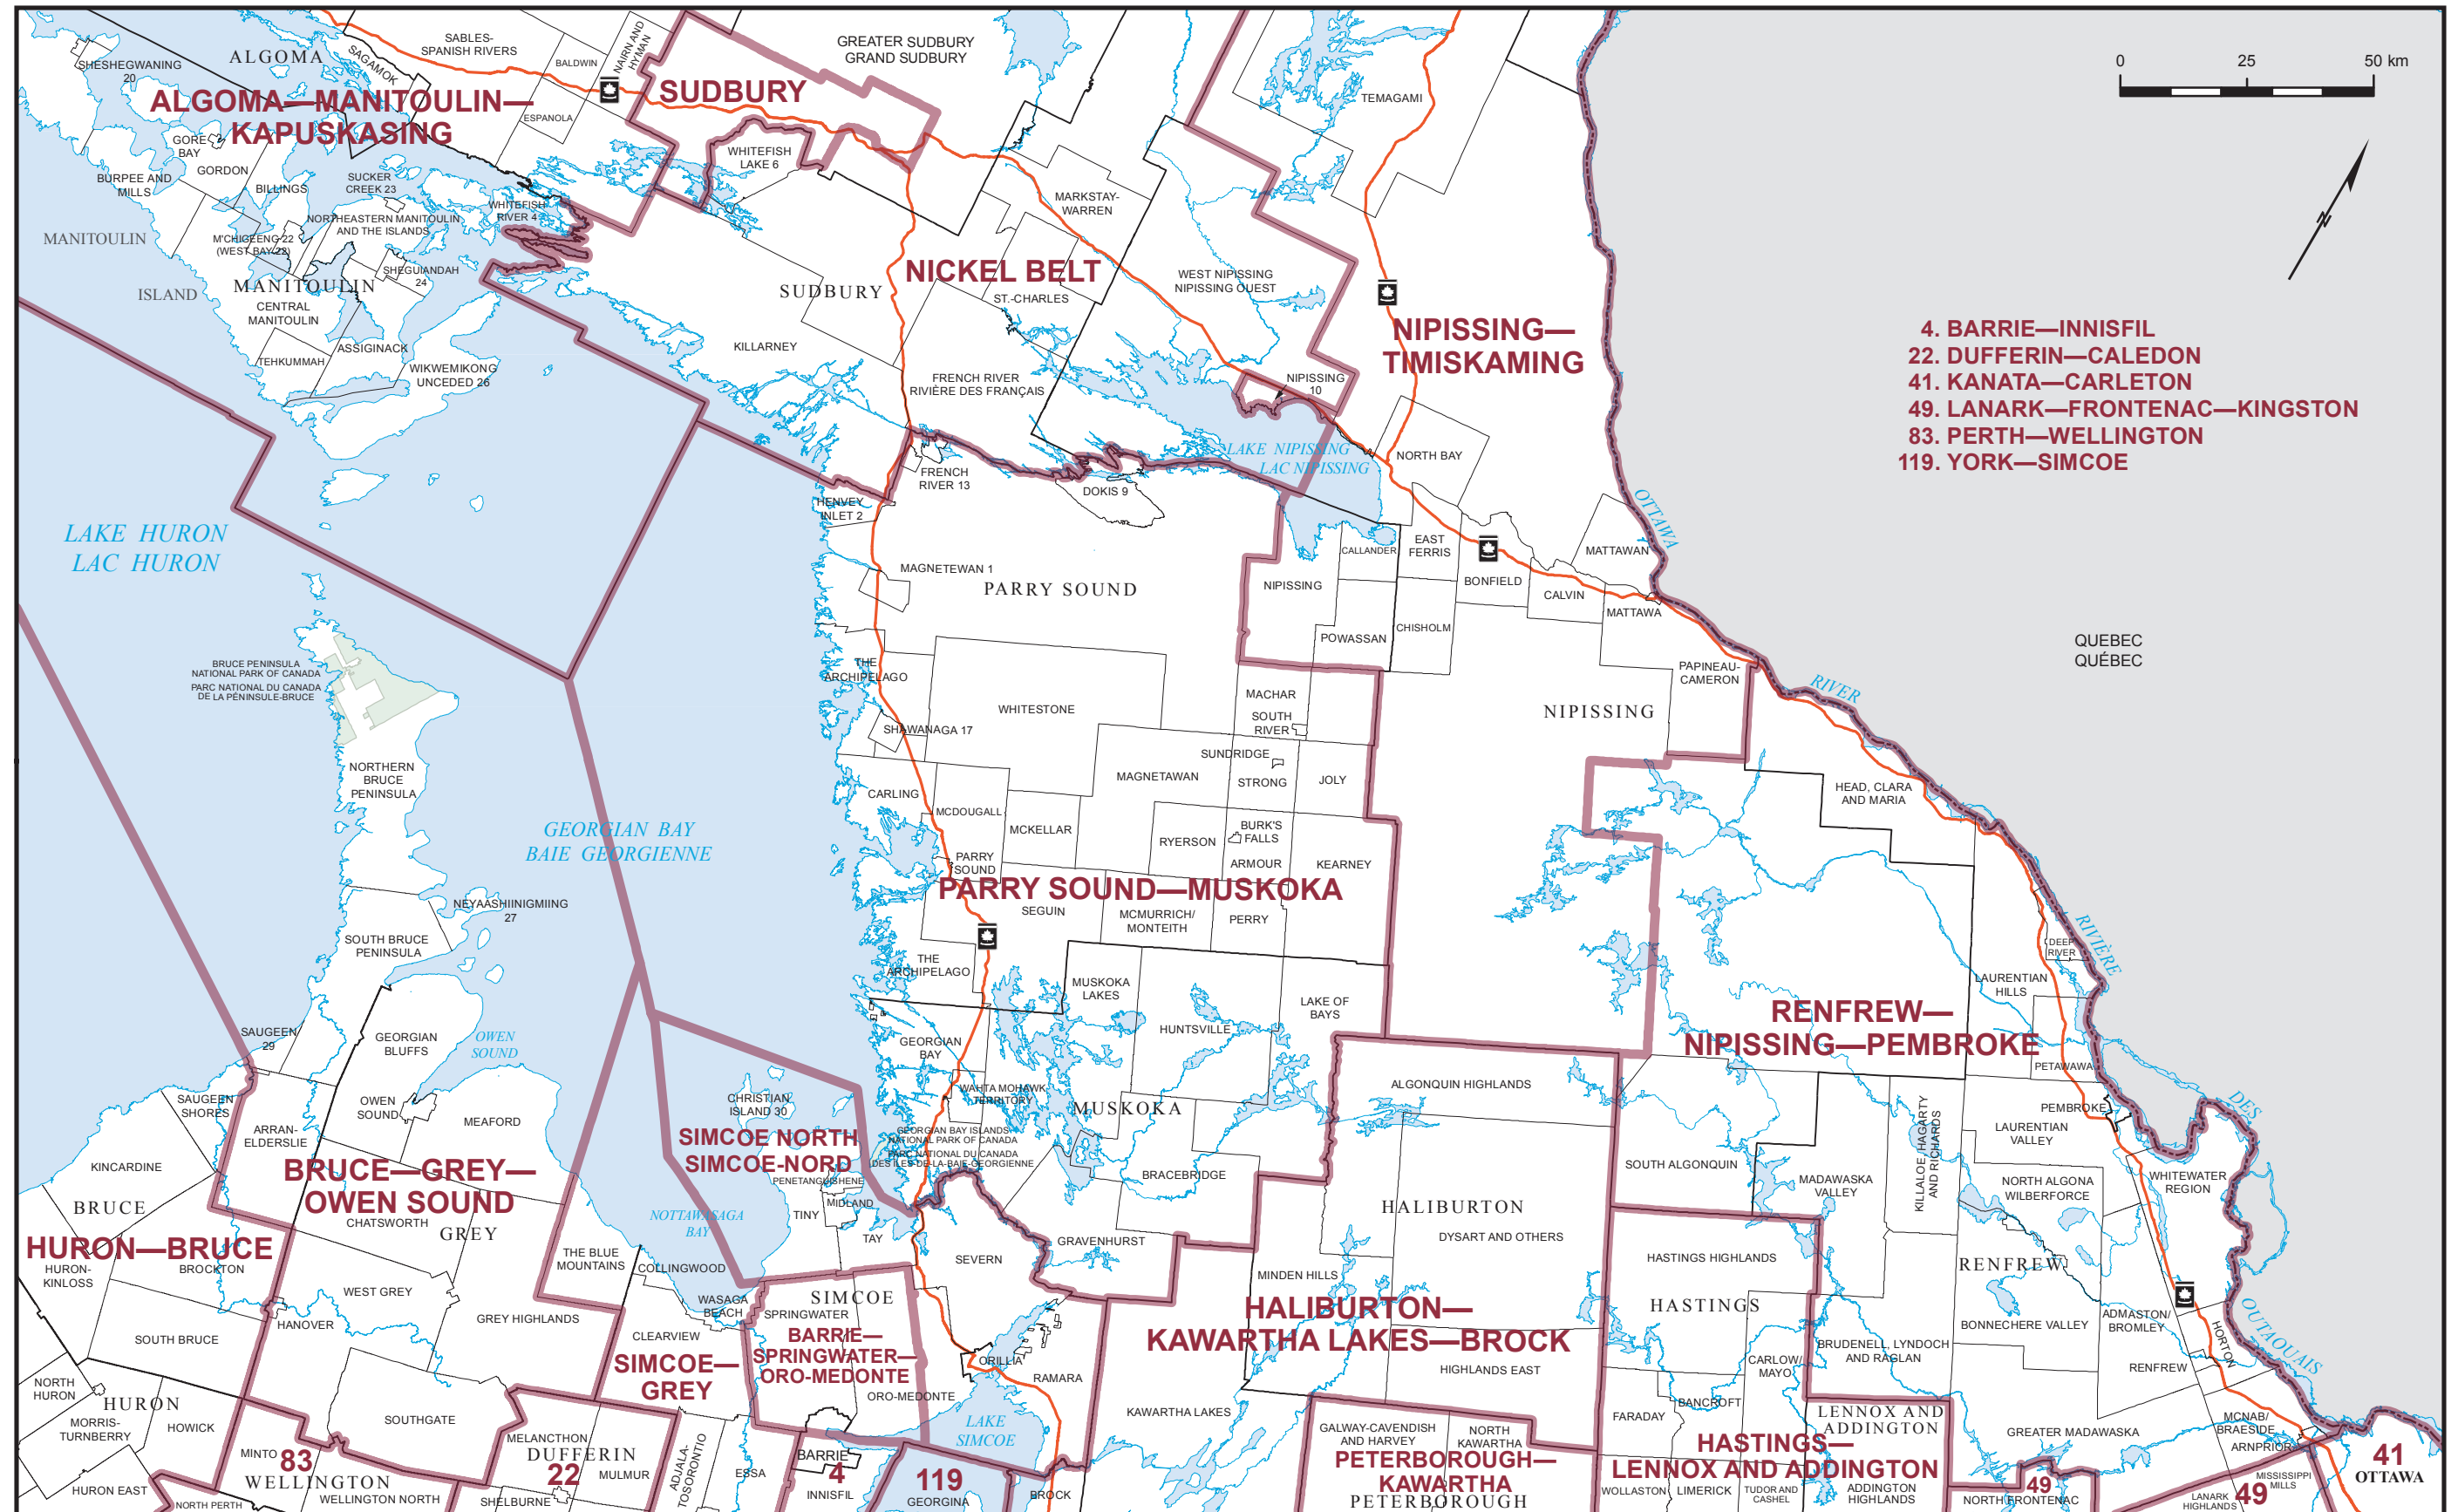 SHESHEGWANING
20
ALGOMA
SAGAMOK
SABLES-
SPANISH RIVERS
BALDWIN
NAIRN AND
HYMAN
ESPANOLA
GREATER SUDBURY
GRAND SUDBURY
SUDBURY
ALGOMA—MANITOULIN—
KAPUSKASING
TEMAGAMI
0 25 50 km
N
GORE
BAY
GORDON
BURPEE AND
MILLS
BILLINGS
SUCKER
CREEK 23
WHITEFISH
LAKE 6
WHITEFISH
RIVER 4
MARKSTAY-
WARREN
NORTHEASTERN MANITOULIN
AND THE ISLANDS
M'CHIGEENG 22
(WEST BAY 22)
MANITOULIN
ISLAND
SHEGUIANDAH
24
MANITOULIN
CENTRAL
MANITOULIN
ASSIGINACK
TEHKUMMAH
WIKWEMIKONG
UNCEDED 26
NICKEL BELT
SUDBURY
ST.-CHARLES
WEST NIPISSING
NIPISSING OUEST
KILLARNEY
FRENCH RIVER
RIVIÈRE DES FRANÇAIS
NIPISSING—
TIMISKAMING
NIPISSING
10
4. BARRIE—INNISFIL
22. DUFFERIN—CALEDON
41. KANATA—CARLETON
49. LANARK—FRONTENAC—KINGSTON
83. PERTH—WELLINGTON
119. YORK—SIMCOE
LAKE NIPISSING
LAC NIPISSING
NORTH BAY
FRENCH
RIVER 13
DOKIS 9
HENVEY
INLET 2
LAKE HURON
LAC HURON
OTTAWA
RIVER
RIVIÈRE
DES
OUTAOUAIS
CALLANDER
EAST
FERRIS
MATTAWAN
MAGNETEWAN 1
PARRY SOUND
NIPISSING
BONFIELD
CALVIN
MATTAWA
POWASSAN
CHISHOLM
QUEBEC
QUÉBEC
BRUCE PENINSULA
NATIONAL PARK OF CANADA
PARC NATIONAL DU CANADA
DE LA PÉNINSULE-BRUCE
THE
ARCHIPELAGO
PAPINEAU-
CAMERON
MACHAR
WHITESTONE
SOUTH
RIVER
NIPISSING
SHAWANAGA 17
SUNDRIDGE
MAGNETAWAN
STRONG
JOLY
NORTHERN
BRUCE
PENINSULA
CARLING
MCDOUGALL
HEAD, CLARA
AND MARIA
GEORGIAN BAY
BAIE GEORGIENNE
MCKELLAR
RYERSON
BURK'S
FALLS
ARMOUR
KEARNEY
PARRY
SOUND
PARRY SOUND—MUSKOKA
NEYAASHIINIGMIING
27
SEGUIN
MCMURRICH/
MONTEITH
PERRY
SOUTH BRUCE
PENINSULA
DEEP
RIVER
THE
ARCHIPELAGO
MUSKOKA
LAKES
LAURENTIAN
HILLS
LAKE OF
BAYS
SAUGEEN
29
GEORGIAN
BLUFFS
OWEN
SOUND
HUNTSVILLE
RENFREW—
NIPISSING—PEMBROKE
GEORGIAN
BAY
PETAWAWA
WAHTA MOHAWK
TERRITORY
ALGONQUIN HIGHLANDS
SAUGEEN
SHORES
OWEN
SOUND
CHRISTIAN
ISLAND 30
MUSKOKA
PEMBROKE
ARRAN-
ELDERSLIE
MEAFORD
SIMCOE NORTH
SIMCOE-NORD
GEORGIAN BAY ISLANDS
NATIONAL PARK OF CANADA
PARC NATIONAL DU CANADA
DES ÎLES-DE-LA-BAIE-GEORGIENNE
LAURENTIAN
VALLEY
KILLALOE, HAGARTY
AND RICHARDS
KINCARDINE
BRUCE—GREY—
OWEN SOUND
PENETANGUISHENE
BRACEBRIDGE
SOUTH ALGONQUIN
MADAWASKA
VALLEY
NORTH ALGONA
WILBERFORCE
WHITEWATER
REGION
BRUCE
CHATSWORTH
GREY
NOTTAWASAGA
BAY
TINY
MIDLAND
TAY
HALIBURTON
DYSART AND OTHERS
HURON—BRUCE
HURON-
KINLOSS
BROCKTON
THE BLUE
MOUNTAINS
COLLINGWOOD
SEVERN
GRAVENHURST
HASTINGS HIGHLANDS
RENFREW
MINDEN HILLS
WEST GREY
WASAGA
BEACH
SIMCOE
SPRINGWATER
HASTINGS
HANOVER
GREY HIGHLANDS
HALIBURTON—
KAWARTHA LAKES—BROCK
SOUTH BRUCE
CLEARVIEW
BARRIE—
SPRINGWATER—
ORO-MEDONTE
BONNECHERE VALLEY
ADMASTON/
BROMLEY
HORTON
SIMCOE—
GREY
ORILLIA
RAMARA
HIGHLANDS EAST
BRUDENELL, LYNDOCH
AND RAGLAN
CARLOW/
MAYO
RENFREW
NORTH
HURON
HURON
MORRIS-
TURNBERRY
HOWICK
SOUTHGATE
ORO-MEDONTE
KAWARTHA LAKES
BANCROFT
FARADAY
LENNOX AND
ADDINGTON
LAKE
SIMCOE
GALWAY-CAVENDISH
AND HARVEY
NORTH
KAWARTHA
GREATER MADAWASKA
MCNAB/
BRAESIDE
ARNPRIOR
MINTO
83
MELANCTHON
DUFFERIN
22
MULMUR
ADJALA-
TOSORONTIO
ESSA
BARRIE
4
INNISFIL
119
GEORGINA
BROCK
PETERBOROUGH—
KAWARTHA
PETERBOROUGH
HASTINGS—
LENNOX AND ADDINGTON
41
OTTAWA
HURON EAST
WELLINGTON
NORTH PERTH
WELLINGTON NORTH
SHELBURNE
WOLLASTON
LIMERICK
TUDOR AND
CASHEL
ADDINGTON
HIGHLANDS
49
NORTH FRONTENAC
LANARK
HIGHLANDS
49
MISSISSIPPI
MILLS